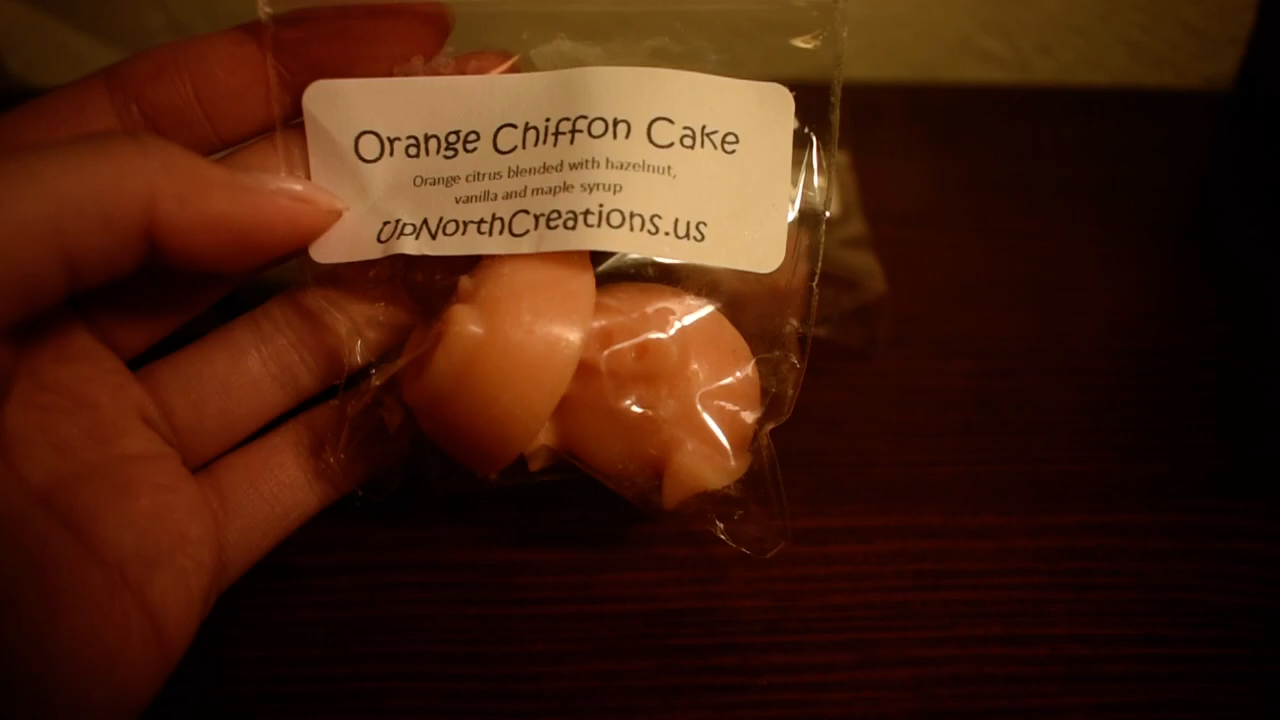 Orange Chiffon Cake
Orange citrus blended with hazelnut,
vanilla and maple syrup
UpNorthCreations.us